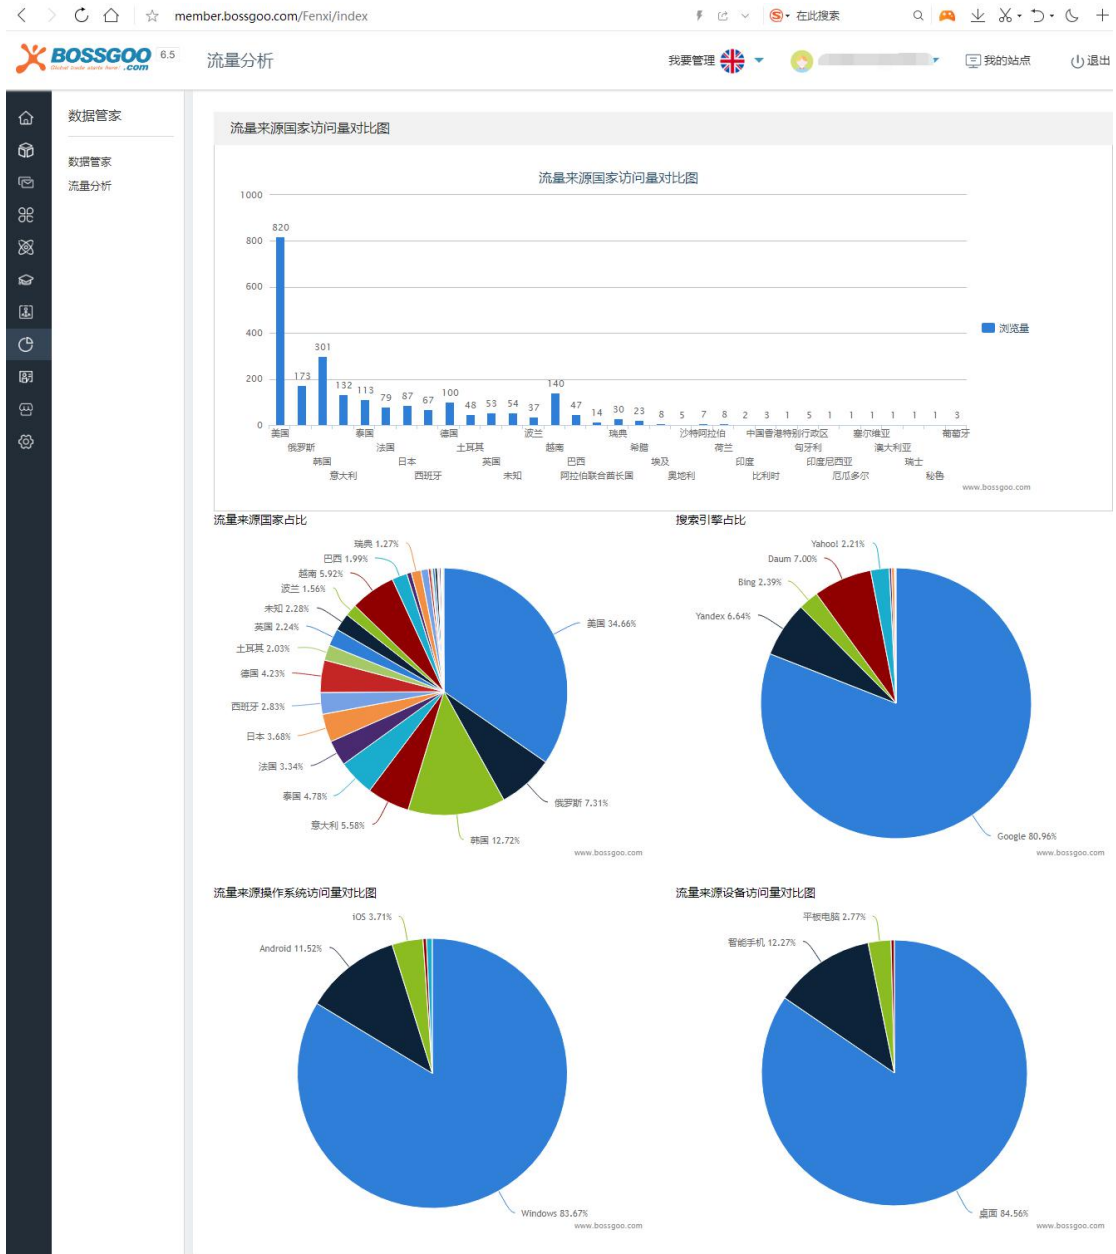 member.bossgoo.com/Fenxi/index
在此搜索
BOSSGOO
Global trade starts here! .com
6.5
流量分析
我要管理
我的站点
退出
数据管家
数据管家
流量分析
流量来源国家访问量对比图
流量来源国家访问量对比图
1000
800
600
400
200
0
820
173
301
132
113
79
87
67
100
48
53
54
37
140
47
14
30
23
8
5
7
8
2
3
1
5
1
1
1
1
1
1
3
浏览量
美国 泰国 德国 波兰 瑞典 沙特阿拉伯 中国香港特别行政区 塞尔维亚 葡萄牙
俄罗斯 法国 土耳其 越南 希腊 荷兰 匈牙利 澳大利亚
韩国 日本 英国 巴西 埃及 印度 印度尼西亚 瑞士
意大利 西班牙 未知 阿拉伯联合酋长国 奥地利 比利时 厄瓜多尔 秘鲁
www.bossgoo.com
流量来源国家占比
瑞典 1.27%
巴西 1.99%
越南 5.92%
波兰 1.56%
未知 2.28%
英国 2.24%
土耳其 2.03%
德国 4.23%
西班牙 2.83%
日本 3.68%
法国 3.34%
泰国 4.78%
意大利 5.58%
韩国 12.72%
俄罗斯 7.31%
美国 34.66%
www.bossgoo.com
搜索引擎占比
Yahoo! 2.21%
Daum 7.00%
Bing 2.39%
Yandex 6.64%
Google 80.96%
www.bossgoo.com
流量来源操作系统访问量对比图
iOS 3.71%
Android 11.52%
Windows 83.67%
www.bossgoo.com
流量来源设备访问量对比图
平板电脑 2.77%
智能手机 12.27%
桌面 84.56%
www.bossgoo.com